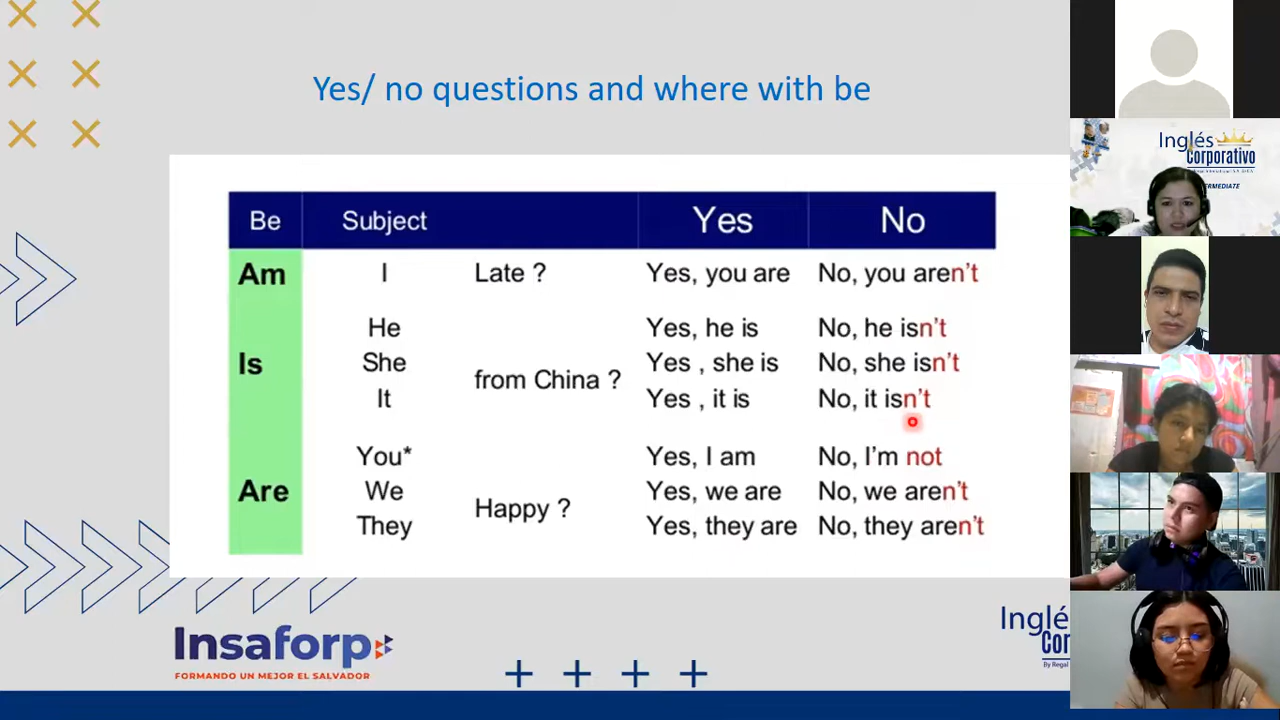 Yes/ no questions and where with be
Be Subject Yes No
Am I Late ? Yes, you are No, you aren't
Is He from China ? Yes, he is No, he isn't
She Yes , she is No, she isn't
It Yes , it is No, it isn't
Are You* Happy ? Yes, I am No, I'm not
We Yes, we are No, we aren't
They Yes, they are No, they aren't
Insaforp
FORMANDO UN MEJOR EL SALVADOR
Inglés
Corporativo